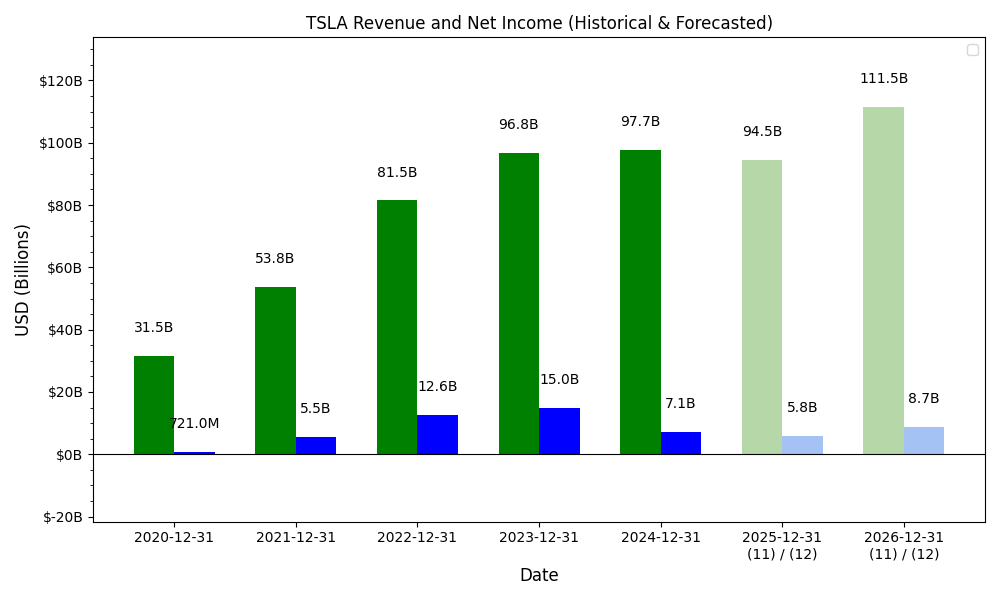 TSLA Revenue and Net Income (Historical & Forecasted)
$120B
$100B
$80B
$60B
$40B
$20B
$0B
$-20B
USD (Billions)
31.5B
721.0M
53.8B
5.5B
81.5B
12.6B
96.8B
15.0B
97.7B
7.1B
94.5B
5.8B
111.5B
8.7B
2020-12-31
2021-12-31
2022-12-31
2023-12-31
2024-12-31
2025-12-31
(11) / (12)
2026-12-31
(11) / (12)
Date